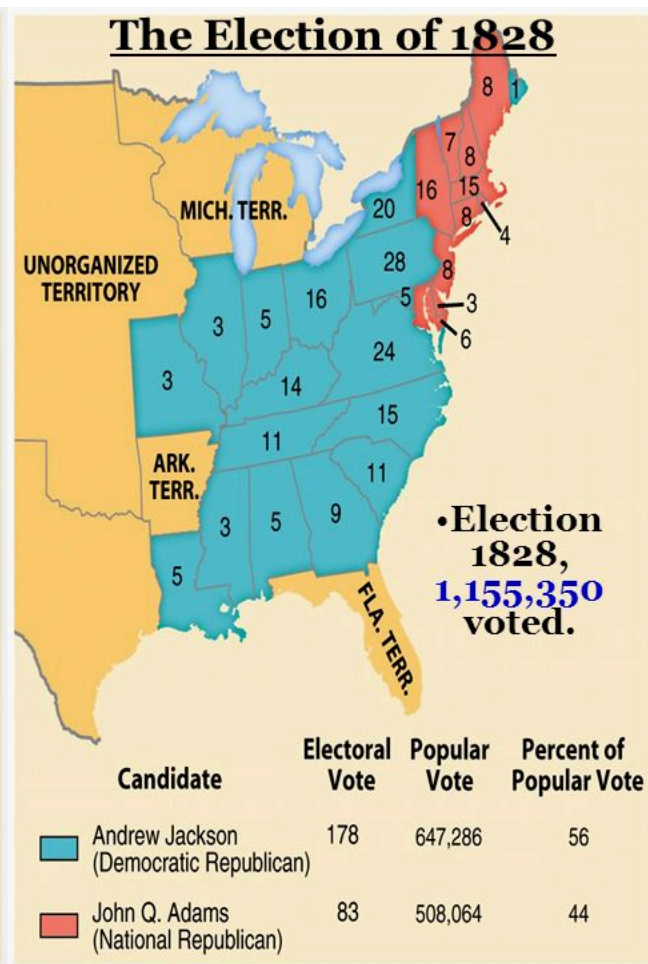 The Election of 1828
8
1
7
8
MICH. TERR.
20
16
15
8
4
UNORGANIZED
TERRITORY
28
8
3
5
16
5
3
6
3
24
14
15
11
ARK.
TERR.
11
3
5
9
5
•Election
1828,
1,155,350
voted.
FLA. TERR.
Candidate
Electoral
Vote
Popular
Vote
Percent of
Popular Vote
Andrew Jackson
(Democratic Republican)
178
647,286
56
John Q. Adams
(National Republican)
83
508,064
44